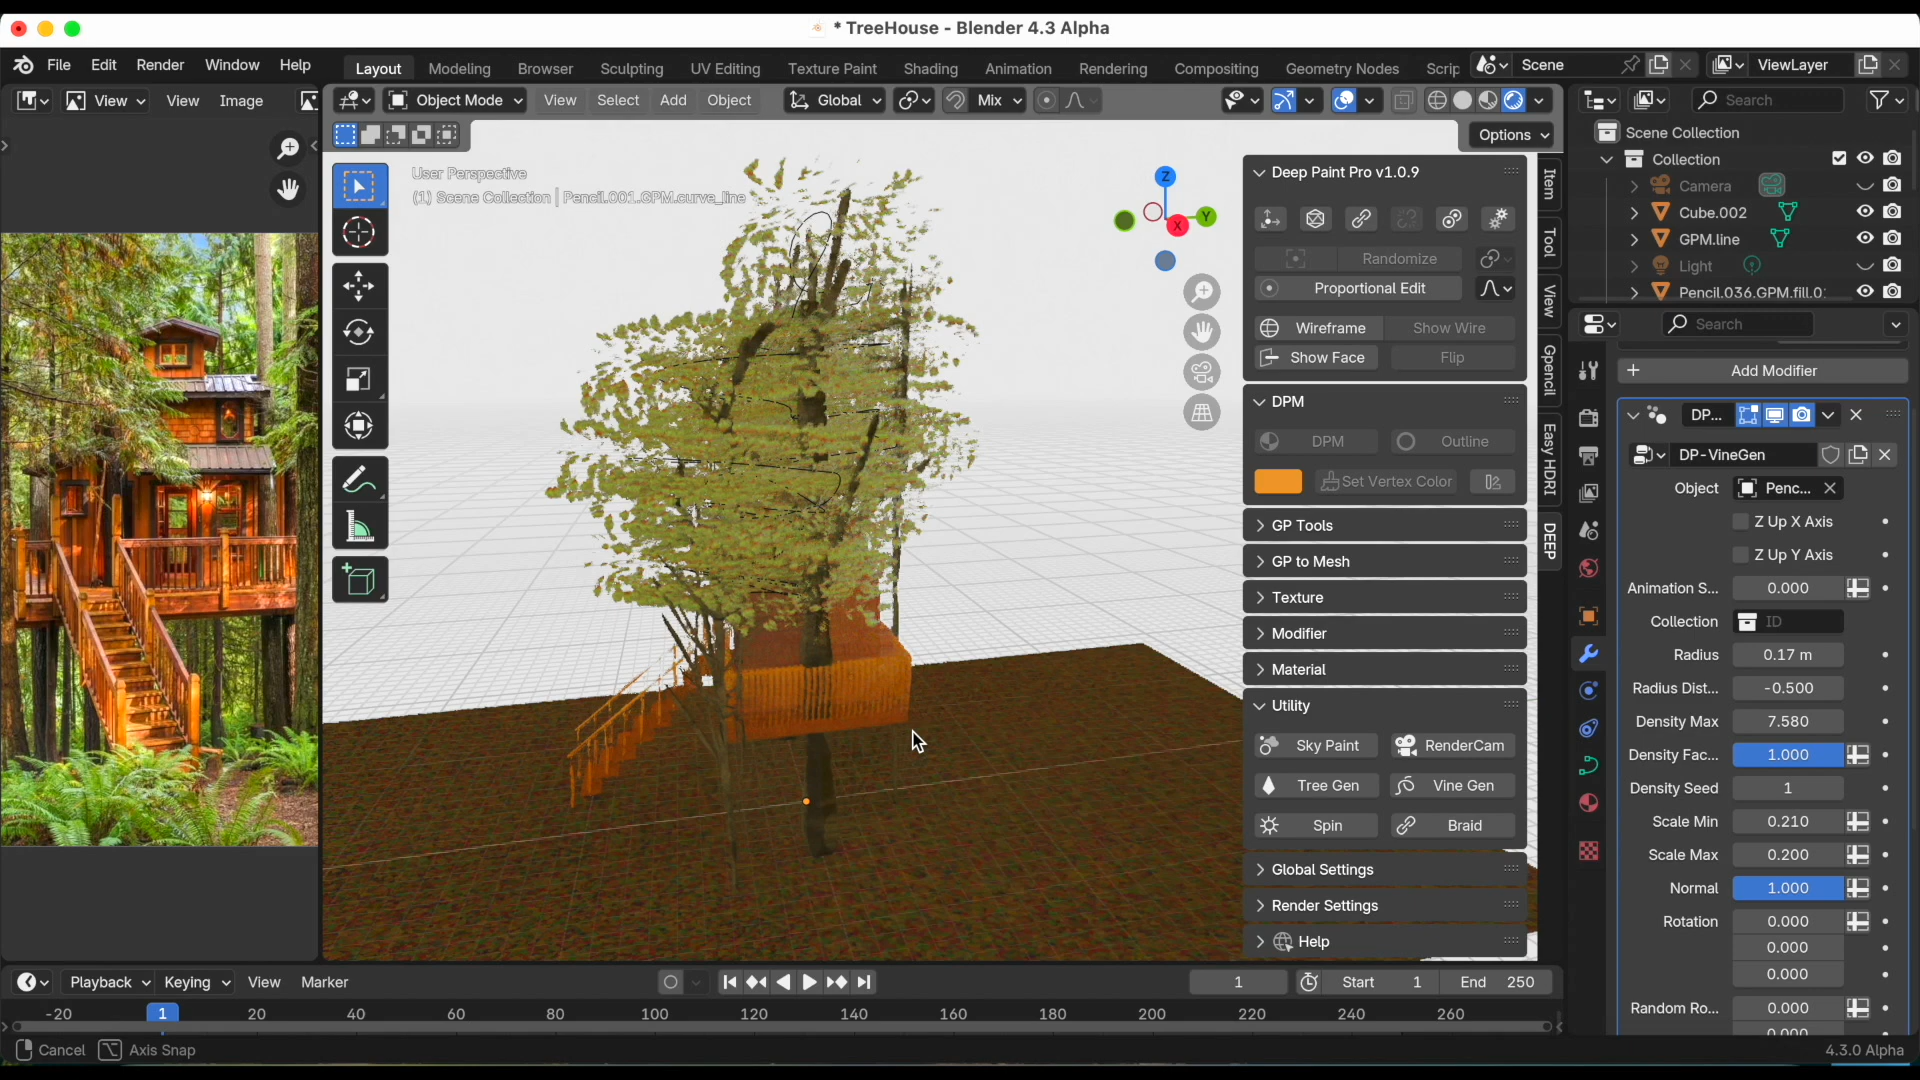 * TreeHouse - Blender 4.3 Alpha
File Edit Render Window Help
Layout Modeling Browser Sculpting UV Editing Texture Paint Shading Animation Rendering Compositing Geometry Nodes Scrip
Scene
ViewLayer
View View Image
Object Mode View Select Add Object
Global
Mix
Search
Options
User Perspective
(1) Scene Collection | Pencil.001.GPM.curve_line
Z
Y
X
Deep Paint Pro v1.0.9
Randomize
Proportional Edit
Wireframe Show Wire
Show Face Flip
DPM
DPM Outline
Set Vertex Color
GP Tools
GP to Mesh
Texture
Modifier
Material
Utility
Sky Paint RenderCam
Tree Gen Vine Gen
Spin Braid
Global Settings
Render Settings
Help
Item
Tool
View
Gpencil
Easy HDRI
DEEP
Scene Collection
Collection
Camera
Cube.002
GPM.line
Light
Pencil.036.GPM.fill.0
Search
Add Modifier
DP...
DP-VineGen
Object Penc...
Z Up X Axis
Z Up Y Axis
Animation S... 0.000
Collection ID
Radius 0.17 m
Radius Dist... -0.500
Density Max 7.580
Density Fac... 1.000
Density Seed 1
Scale Min 0.210
Scale Max 0.200
Normal 1.000
Rotation 0.000
0.000
0.000
Random Ro... 0.000
0.000
Playback Keying View Marker
1 Start 1 End 250
-20 1 20 40 60 80 100 120 140 160 180 200 220 240 260
Cancel Axis Snap
4.3.0 Alpha